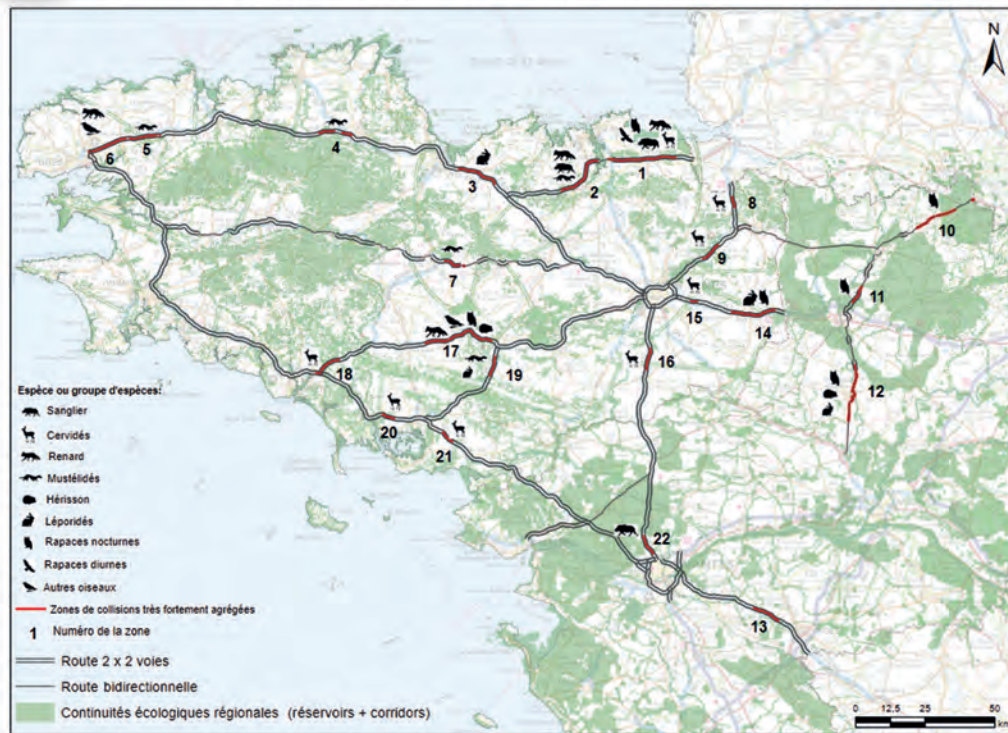 N
1
2
3
4
5
6
7
8
9
10
11
12
13
14
15
16
17
18
19
20
21
22
Espèce ou groupe d'espèces:
Sanglier
Cervidés
Renard
Mustélidés
Hérisson
Léporidés
Rapaces nocturnes
Rapaces diurnes
Autres oiseaux
Zones de collisions très fortement agrégées
1 Numéro de la zone
Route 2 x 2 voies
Route bidirectionnelle
Continuités écologiques régionales (réservoirs + corridors)
0 12.5 25 50
km